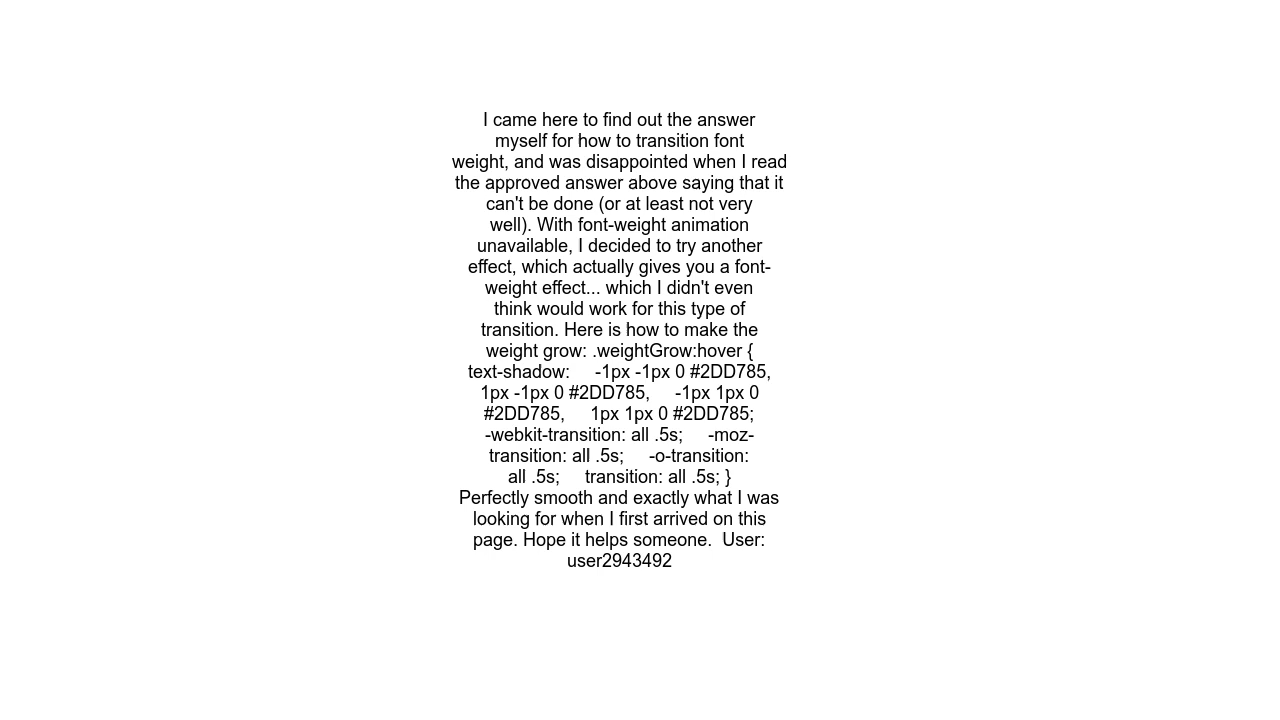 I came here to find out the answer
myself for how to transition font
weight, and was disappointed when I read
the approved answer above saying that it
can't be done (or at least not very
well). With font-weight animation
unavailable, I decided to try another
effect, which actually gives you a font-
weight effect... which I didn't even
think would work for this type of
transition. Here is how to make the
weight grow: .weightGrow:hover {
text-shadow:     -1px -1px 0 #2DD785,
1px -1px 0 #2DD785,     -1px 1px 0
#2DD785,     1px 1px 0 #2DD785;
-webkit-transition: all .5s;     -moz-
transition: all .5s;     -o-transition:
all .5s;     transition: all .5s; }
Perfectly smooth and exactly what I was
looking for when I first arrived on this
page. Hope it helps someone.  User:
user2943492